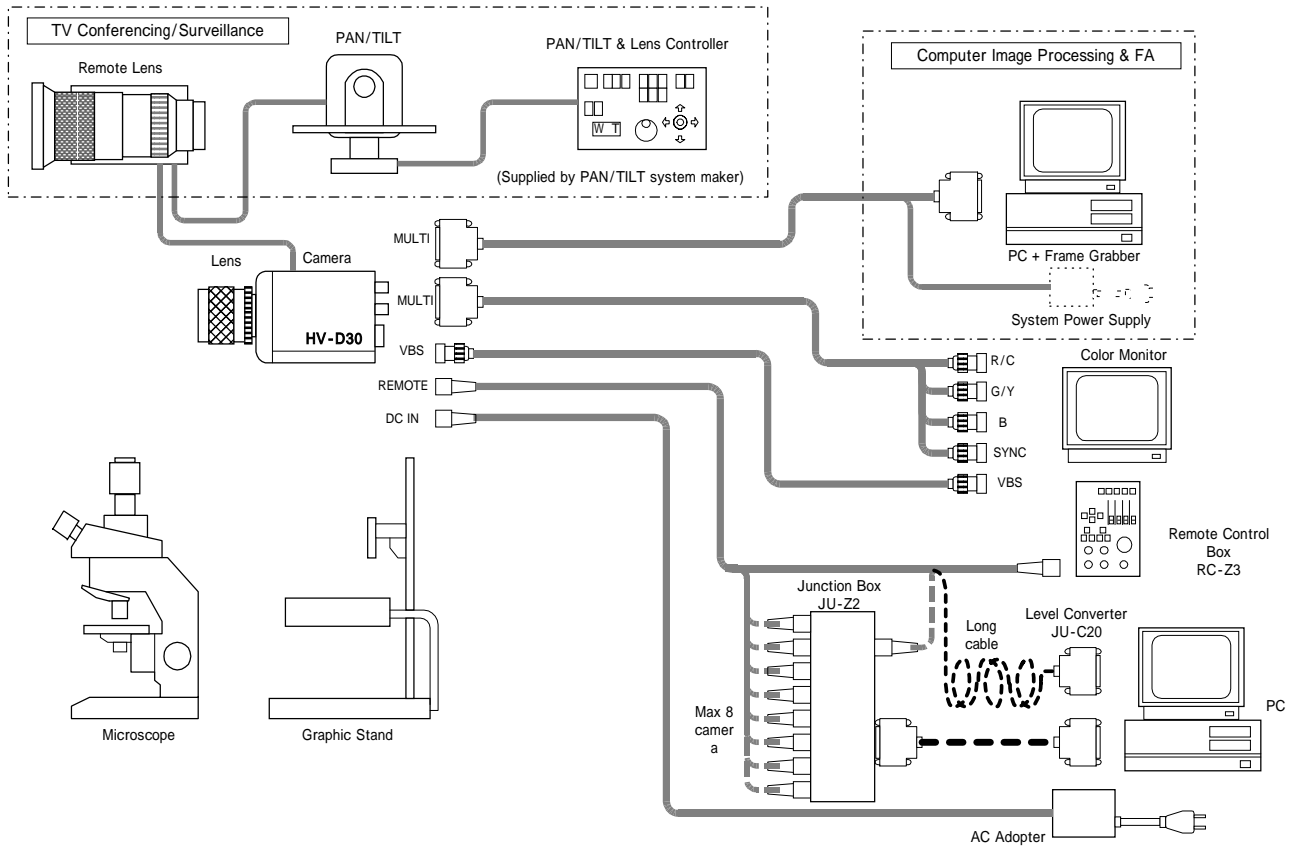 TV Conferencing/Surveillance
PAN/TILT
PAN/TILT & Lens Controller
Remote Lens
W T
(Supplied by PAN/TILT system maker)
Computer Image Processing & FA
PC + Frame Grabber
System Power Supply
MULTI
Lens
Camera
MULTI
HV-D30
VBS
REMOTE
DC IN
R/C
G/Y
B
SYNC
VBS
Color Monitor
Remote Control
Box
RC-Z3
Junction Box
JU-Z2
Long
cable
Level Converter
JU-C20
Max 8
camer
a
PC
Microscope
Graphic Stand
AC Adopter